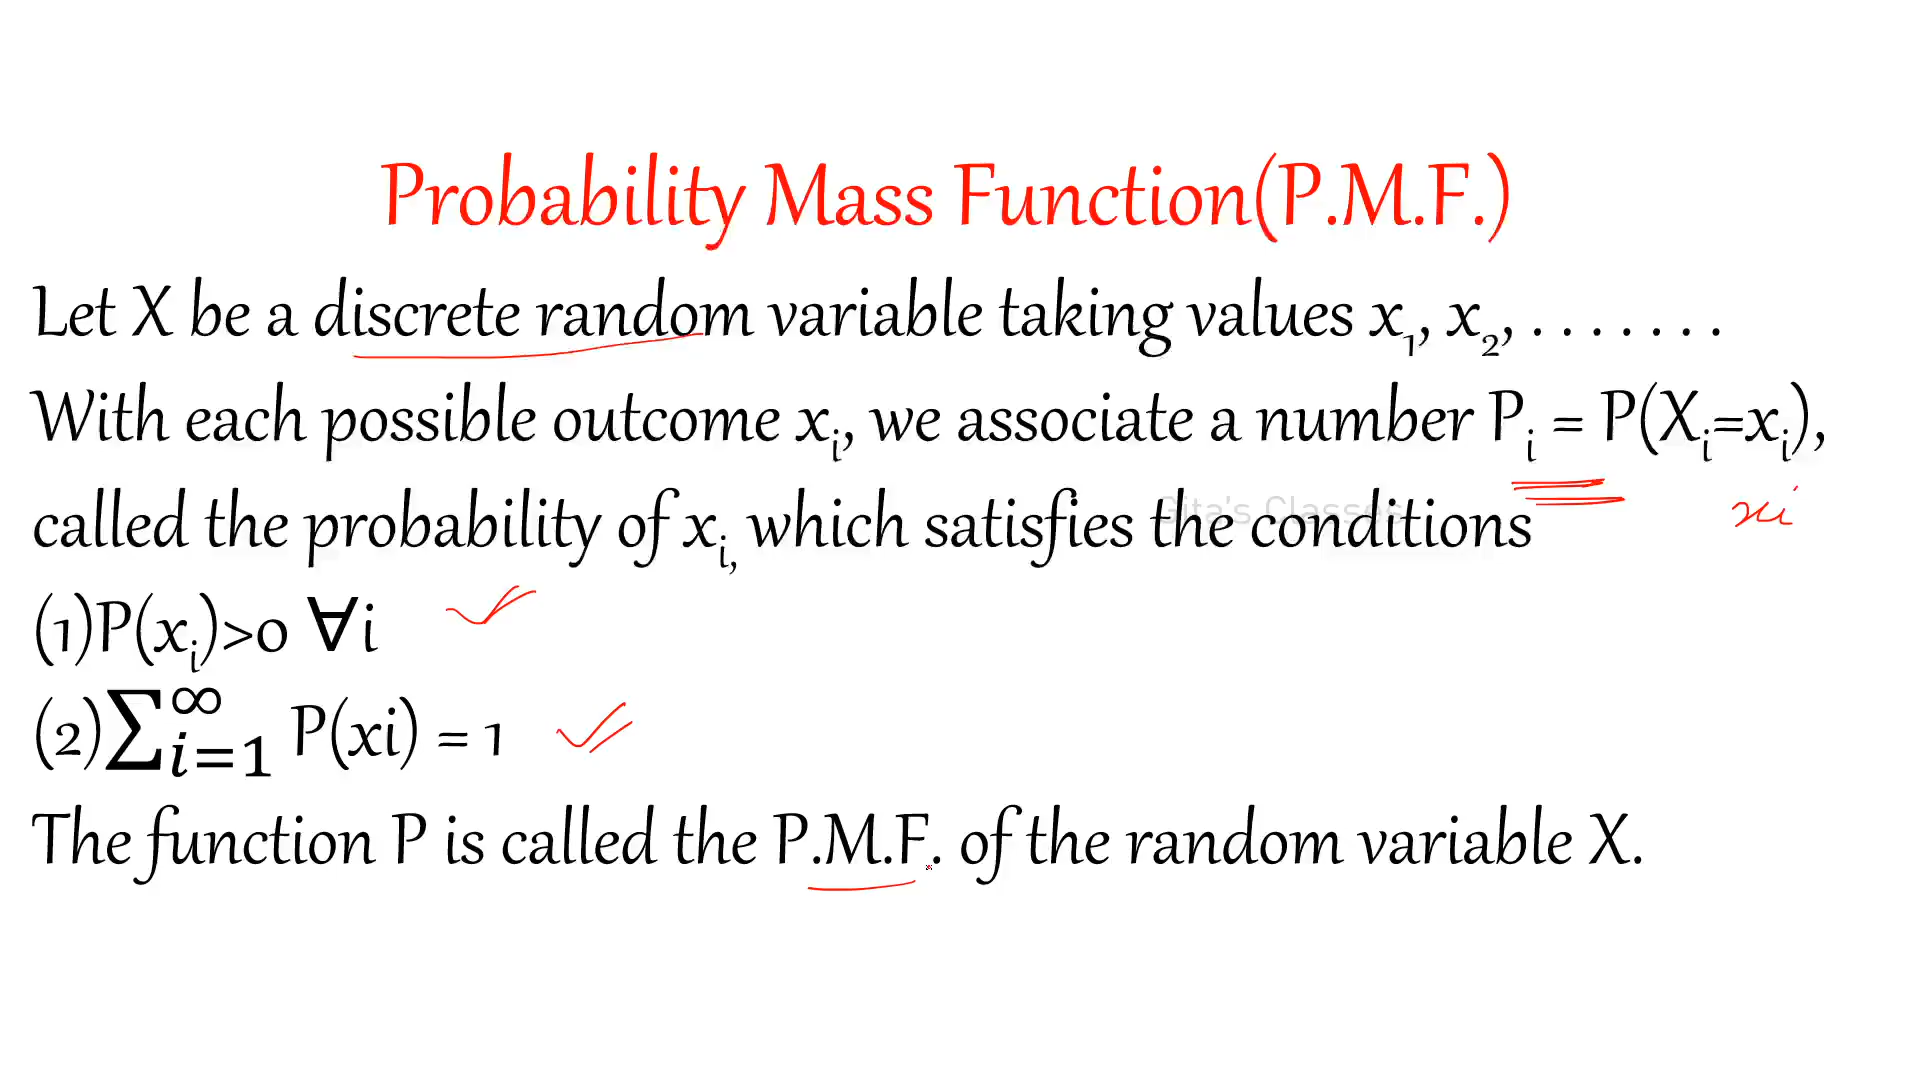 Probability Mass Function(P.M.F.)
Let X be a discrete random variable taking values x₁, x₂, . . . . . . .
With each possible outcome xᵢ, we associate a number Pᵢ = P(Xᵢ=xᵢ),
Gita's Classes
xi
called the probability of xᵢ, which satisfies the conditions
(1)P(xᵢ)>0 ∀i
(2)∑^∞_{i=1} P(xi) = 1
The function P is called the P.M.F. of the random variable X.